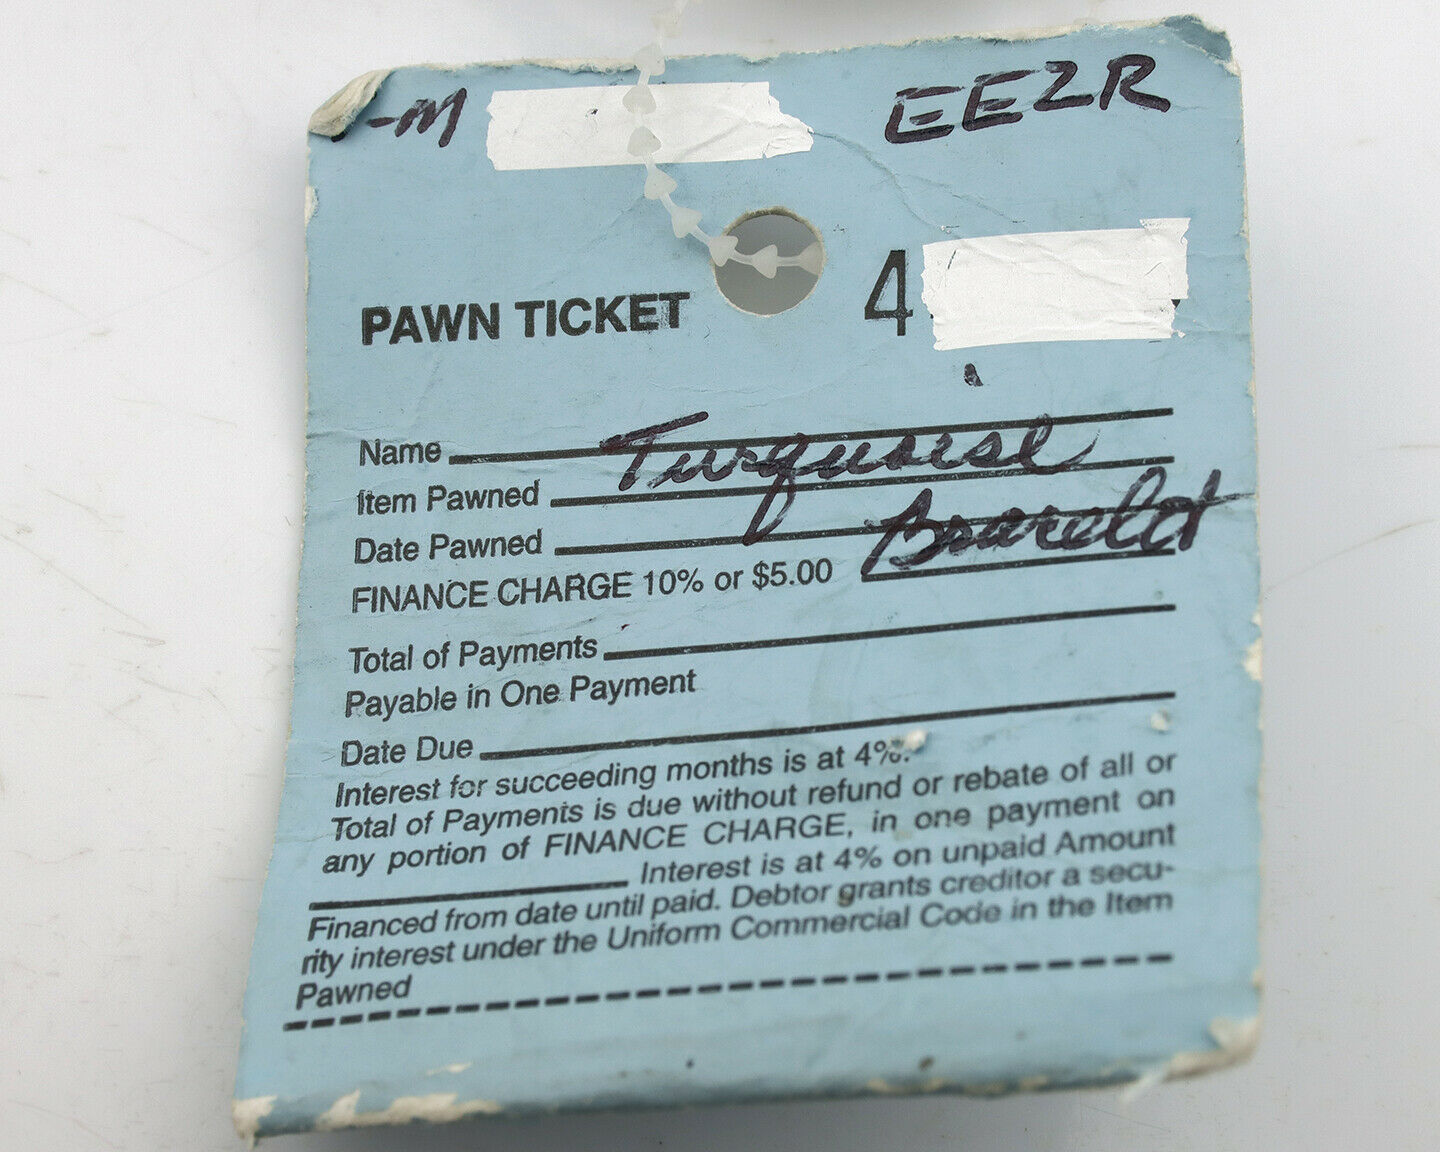 -M EEZR
PAWN TICKET 4
Name Turquoise
Item Pawned
Date Pawned Bracelet
FINANCE CHARGE 10% or $5.00
Total of Payments
Payable in One Payment
Date Due
Interest for succeeding months is at 4%.
Total of Payments is due without refund or rebate of all or
any portion of FINANCE CHARGE, in one payment on
Interest is at 4% on unpaid Amount
Financed from date until paid. Debtor grants creditor a secu-
rity interest under the Uniform Commercial Code in the Item
Pawned